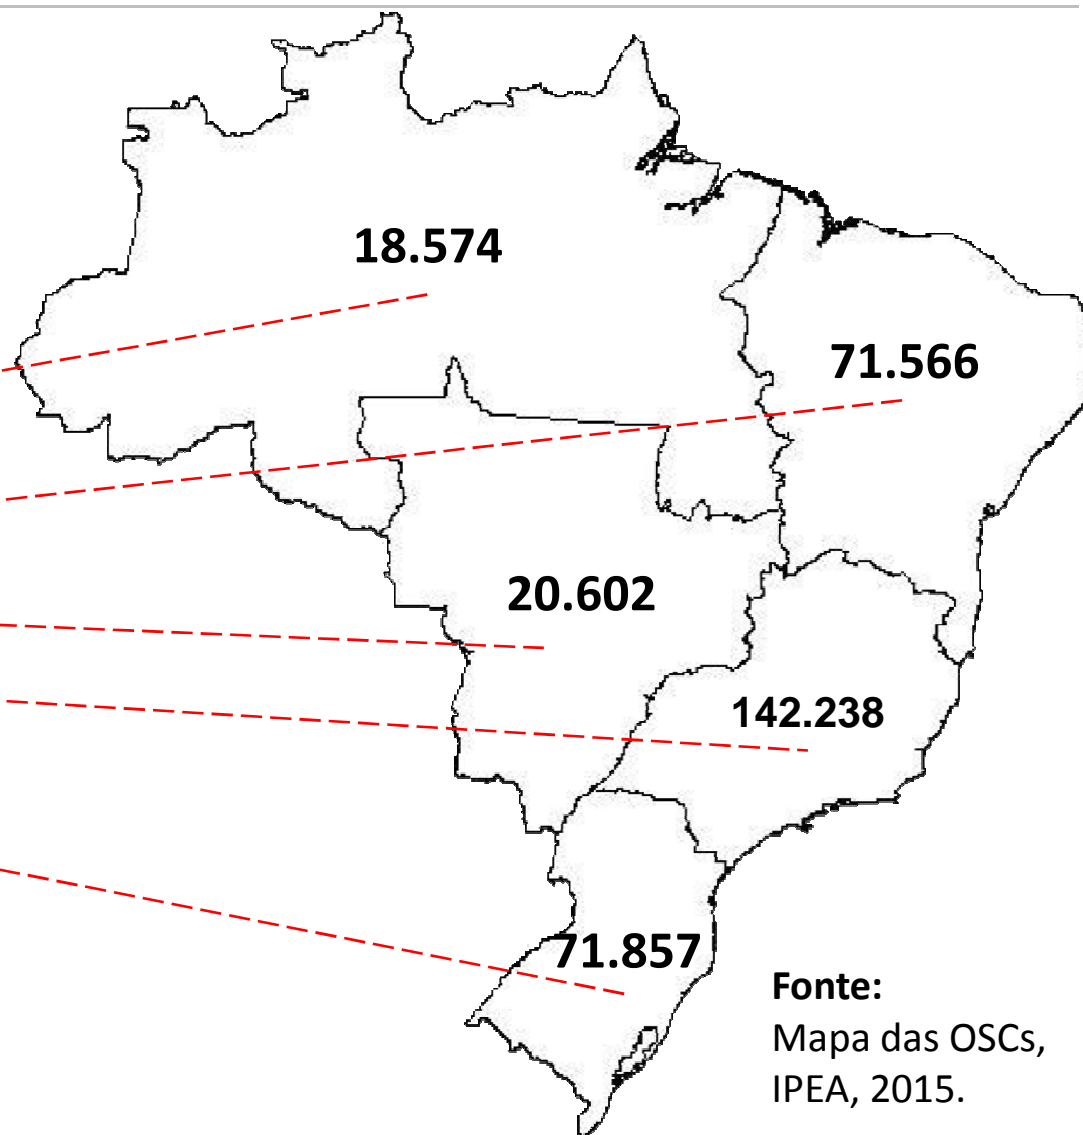 18.574
71.566
20.602
142.238
71.857
Fonte:
Mapa das OSCs,
IPEA, 2015.